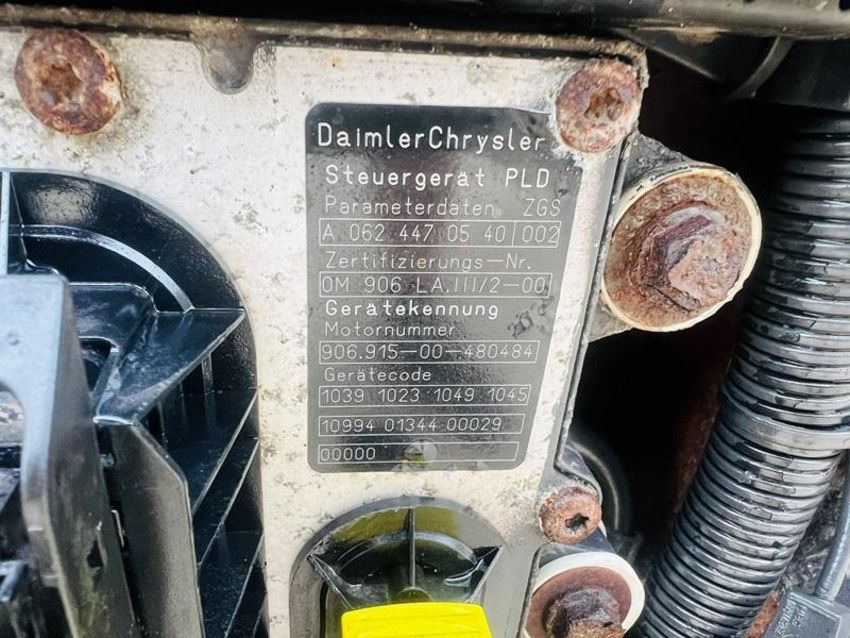 DaimlerChrysler
Steuergerät PLD
Parameterdaten ZGS
A 062 447 05 40 002
Zertifizierungs-Nr.
OM 906 LA.III/2-00
Gerätekennung
Motornummer
906.915-00-480484
Gerätecode
1039 1023 1049 1045
10994 01344 00029
00000